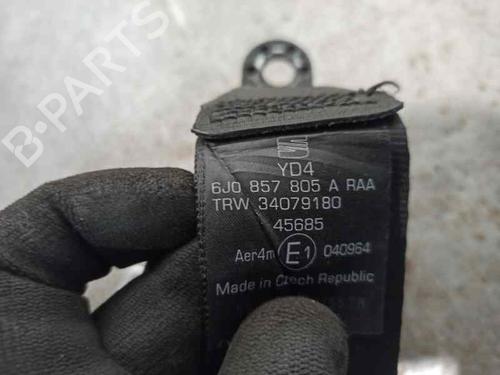 B-PARTS
YD4
6J0 857 805 A RAA
TRW 34079180
45685
Aer4m E1 040964
Made in Czech Republic